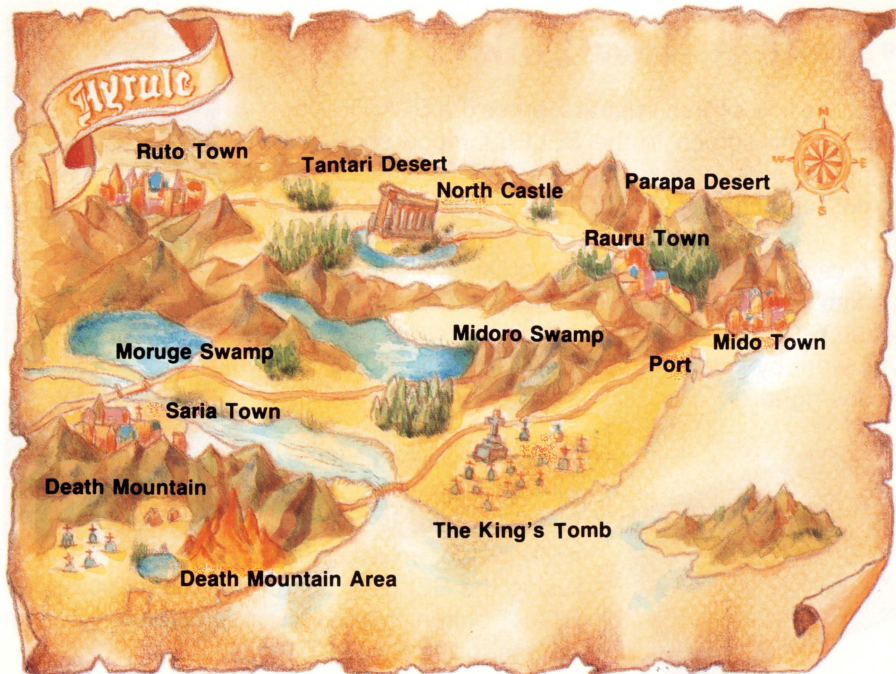 Hyrule
N
W
E
S
Ruto Town
Tantari Desert
North Castle
Parapa Desert
Rauru Town
Moruge Swamp
Midoro Swamp
Mido Town
Port
Saria Town
Death Mountain
The King's Tomb
Death Mountain Area